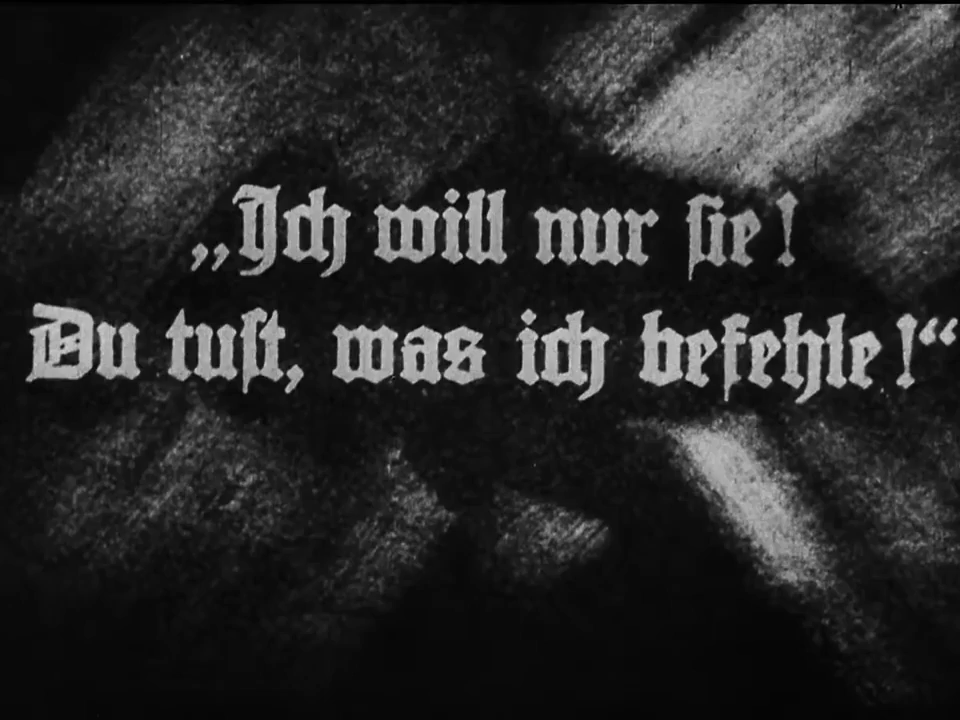 „Ich will nur sie!
Du tust, was ich befehle!“